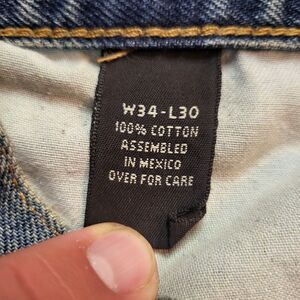 W34-L30
100% COTTON
ASSEMBLED
IN MEXICO
OVER FOR CARE